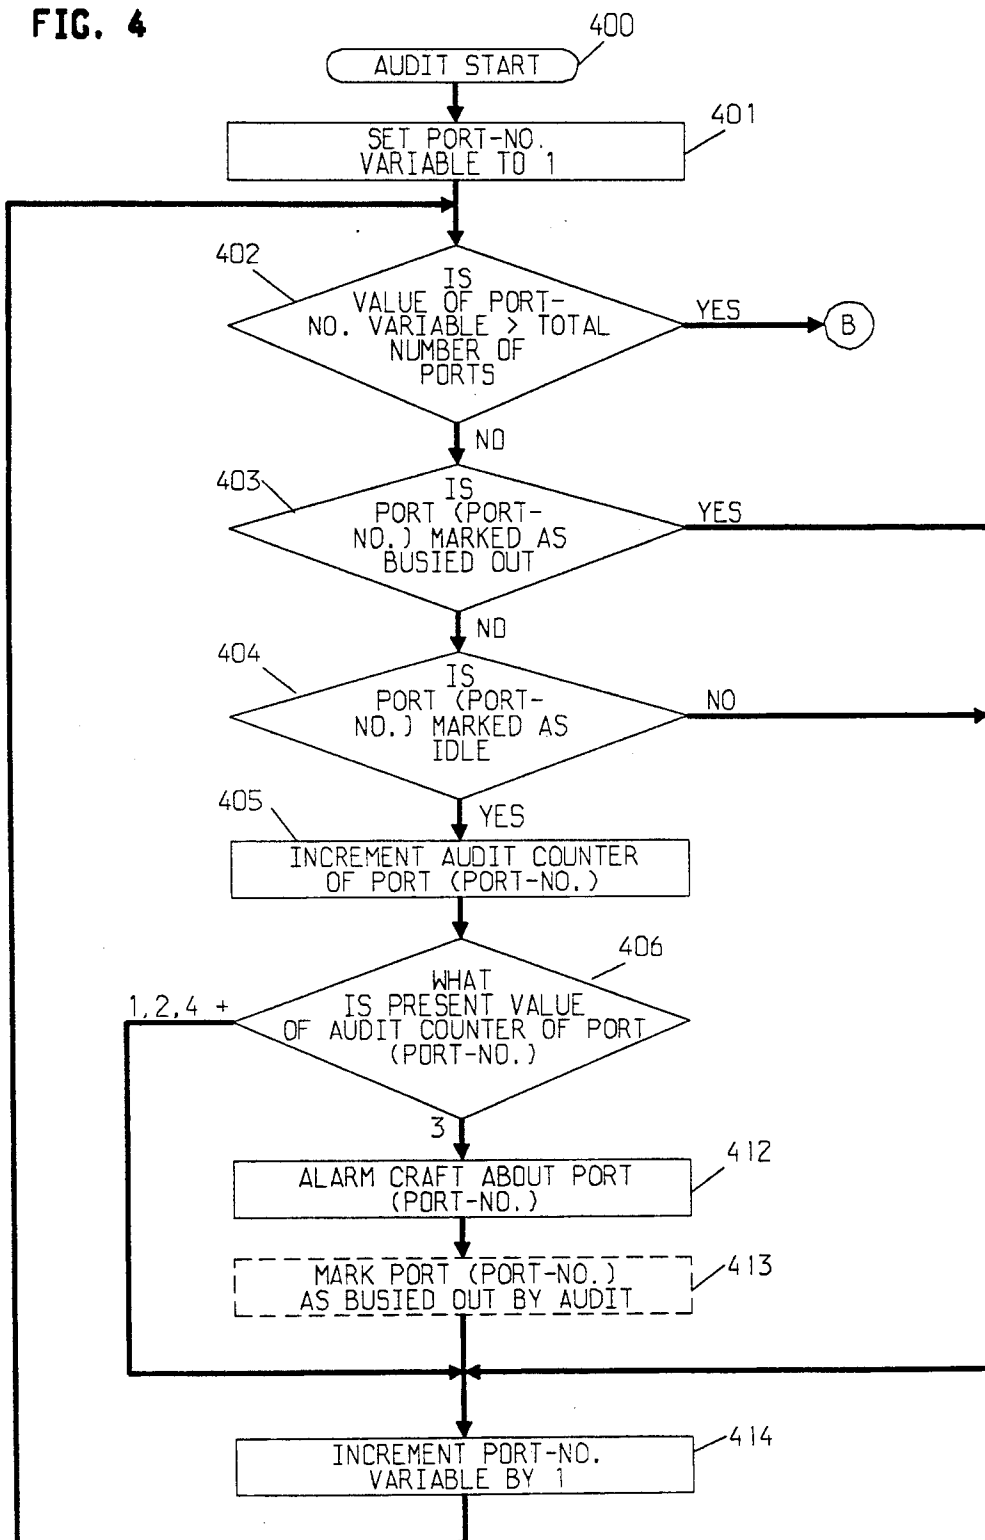 FIG. 4
400
AUDIT START
401
SET PORT-NO.
VARIABLE TO 1
402
IS
VALUE OF PORT-
NO. VARIABLE > TOTAL
NUMBER OF
PORTS
YES
B
NO
403
IS
PORT (PORT-
NO.) MARKED AS
BUSIED OUT
YES
NO
404
IS
PORT (PORT-
NO.) MARKED AS
IDLE
NO
YES
405
INCREMENT AUDIT COUNTER
OF PORT (PORT-NO.)
406
WHAT
IS PRESENT VALUE
OF AUDIT COUNTER OF PORT
(PORT-NO.)
1,2,4 +
3
412
ALARM CRAFT ABOUT PORT
(PORT-NO.)
413
MARK PORT (PORT-NO.)
AS BUSIED OUT BY AUDIT
414
INCREMENT PORT-NO.
VARIABLE BY 1